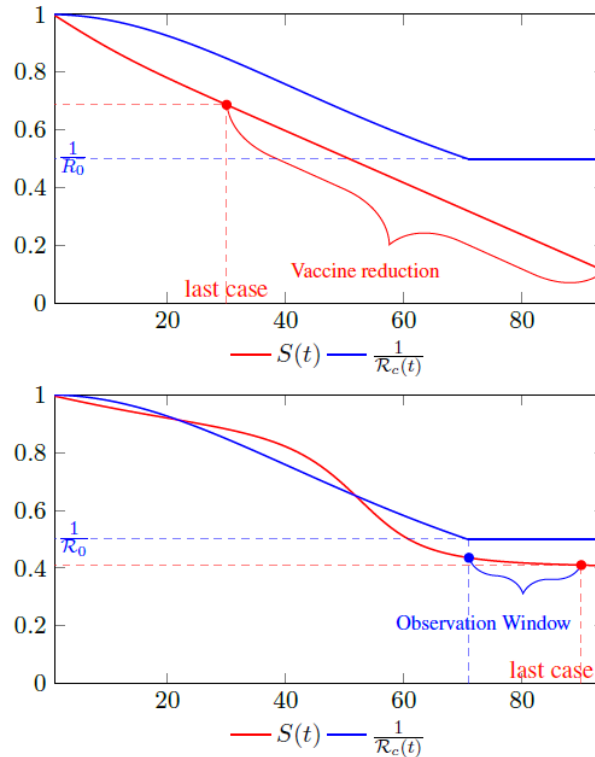 1
0.8
0.6
1/R₀
0.4
0.2
Vaccine reduction
last case
0
20 40 60 80
S(t) 1/ℛc(t)
1
0.8
0.6
1/ℛ₀
0.4
0.2
Observation Window
last case
0
20 40 60 80
S(t) 1/ℛc(t)